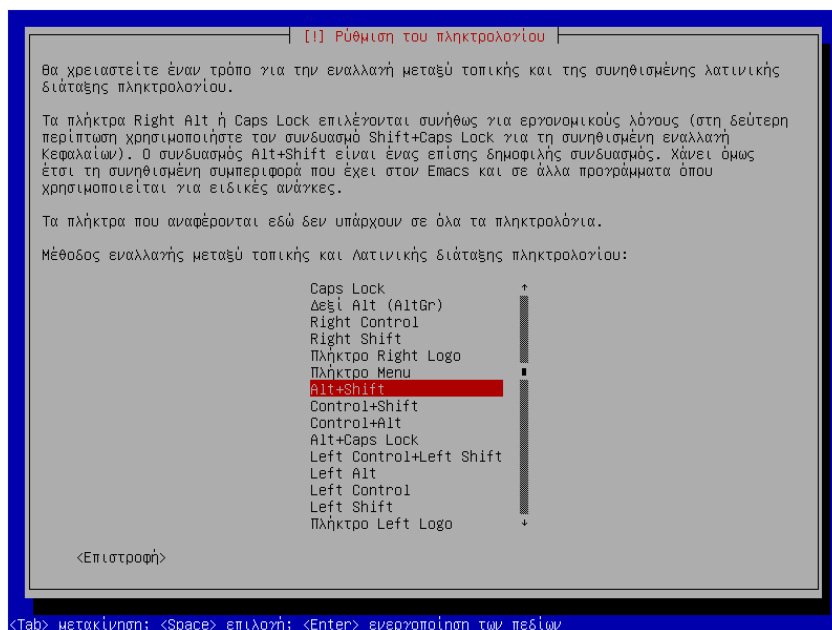 [!] Ρύθμιση του πληκτρολογίου
Θα χρειαστείτε έναν τρόπο για την εναλλαγή μεταξύ τοπικής και της συνηθισμένης λατινικής
διάταξης πληκτρολογίου.
Τα πλήκτρα Right Alt ή Caps Lock επιλέγονται συνήθως για εργονομικούς λόγους (στη δεύτερη
περίπτωση χρησιμοποιήστε τον συνδυασμό Shift+Caps Lock για τη συνηθισμένη εναλλαγή
Κεφαλαίων). Ο συνδυασμός Alt+Shift είναι ένας επίσης δημοφιλής συνδυασμός. Χάνει όμως
έτσι τη συνηθισμένη συμπεριφορά που έχει στον Emacs και σε άλλα προγράμματα όπου
χρησιμοποιείται για ειδικές ανάγκες.
Τα πλήκτρα που αναφέρονται εδώ δεν υπάρχουν σε όλα τα πληκτρολόγια.
Μέθοδος εναλλαγής μεταξύ τοπικής και Λατινικής διάταξης πληκτρολογίου:
Caps Lock
Δεξί Alt (AltGr)
Right Control
Right Shift
Πλήκτρο Right Logo
Πλήκτρο Menu
Alt+Shift
Control+Shift
Control+Alt
Alt+Caps Lock
Left Control+Left Shift
Left Alt
Left Control
Left Shift
Πλήκτρο Left Logo
<Επιστροφή>
<Tab> μετακίνηση; <Space> επιλογή; <Enter> ενεργοποίηση των πεδίων